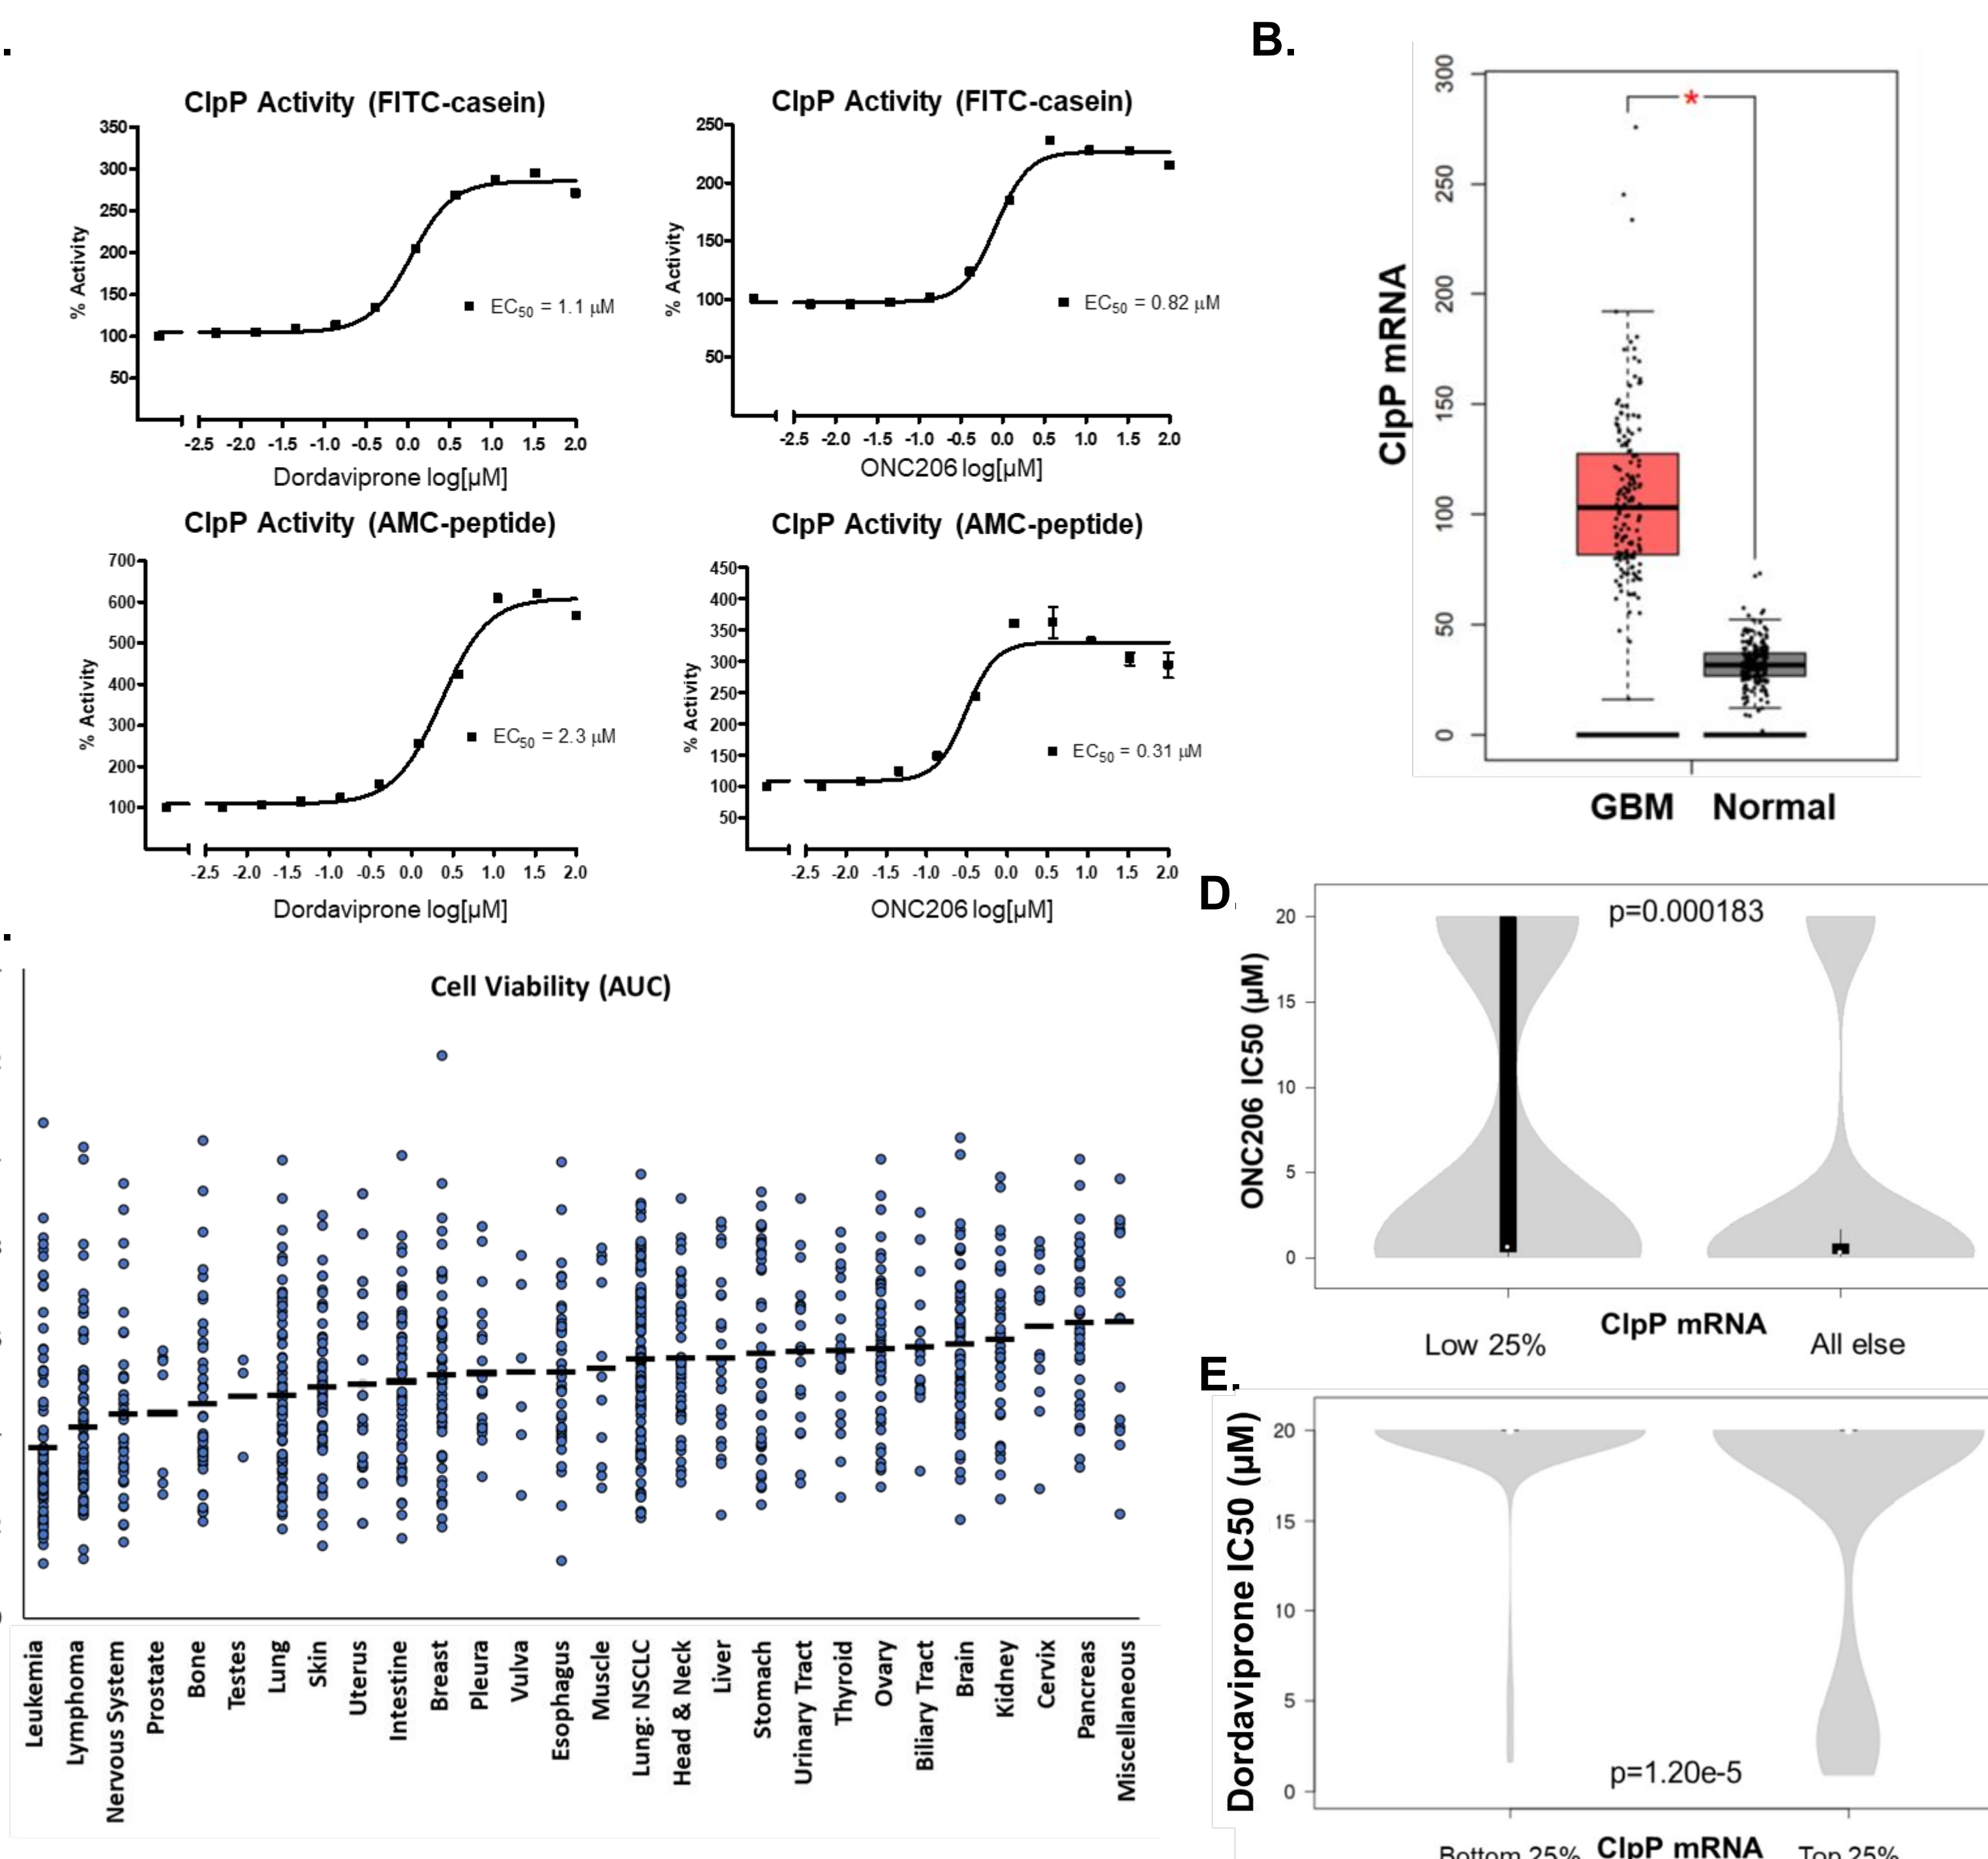 B.
ClpP Activity (FITC-casein)
350
300
250
200
150
100
50
% Activity
EC50 = 1.1 µM
-2.5 -2.0 -1.5 -1.0 -0.5 0.0 0.5 1.0 1.5 2.0
Dordaviprone log[µM]
ClpP Activity (FITC-casein)
250
200
150
100
50
% Activity
EC50 = 0.82 µM
-2.5 2.0 -1.5 -1.0 -0.5 0.0 0.5 1.0 1.5 2.0
ONC206 log[µM]
ClpP Activity (AMC-peptide)
700
600
500
400
300
200
100
% Activity
EC50 = 2.3 µM
-2.5 -2.0 -1.5 -1.0 -0.5 0.0 0.5 1.0 1.5 2.0
Dordaviprone log[µM]
ClpP Activity (AMC-peptide)
450
400
350
300
250
200
150
100
50
% Activity
EC50 = 0.31 µM
-2.5 -2.0 -1.5 -1.0 -0.5 0.0 0.5 1.0 1.5 2.0
ONC206 log[µM]
300
250
200
150
100
50
0
ClpP mRNA
*
GBM Normal
Cell Viability (AUC)
Leukemia
Lymphoma
Nervous System
Prostate
Bone
Testes
Lung
Skin
Uterus
Intestine
Breast
Pleura
Vulva
Esophagus
Muscle
Lung: NSCLC
Head & Neck
Liver
Stomach
Urinary Tract
Thyroid
Ovary
Biliary Tract
Brain
Kidney
Cervix
Pancreas
Miscellaneous
D.
p=0.000183
20
15
10
5
0
ONC206 IC50 (µM)
Low 25% ClpP mRNA All else
E.
20
15
10
5
0
Dordaviprone IC50 (µM)
p=1.20e-5
Bottom 25% ClpP mRNA Top 25%